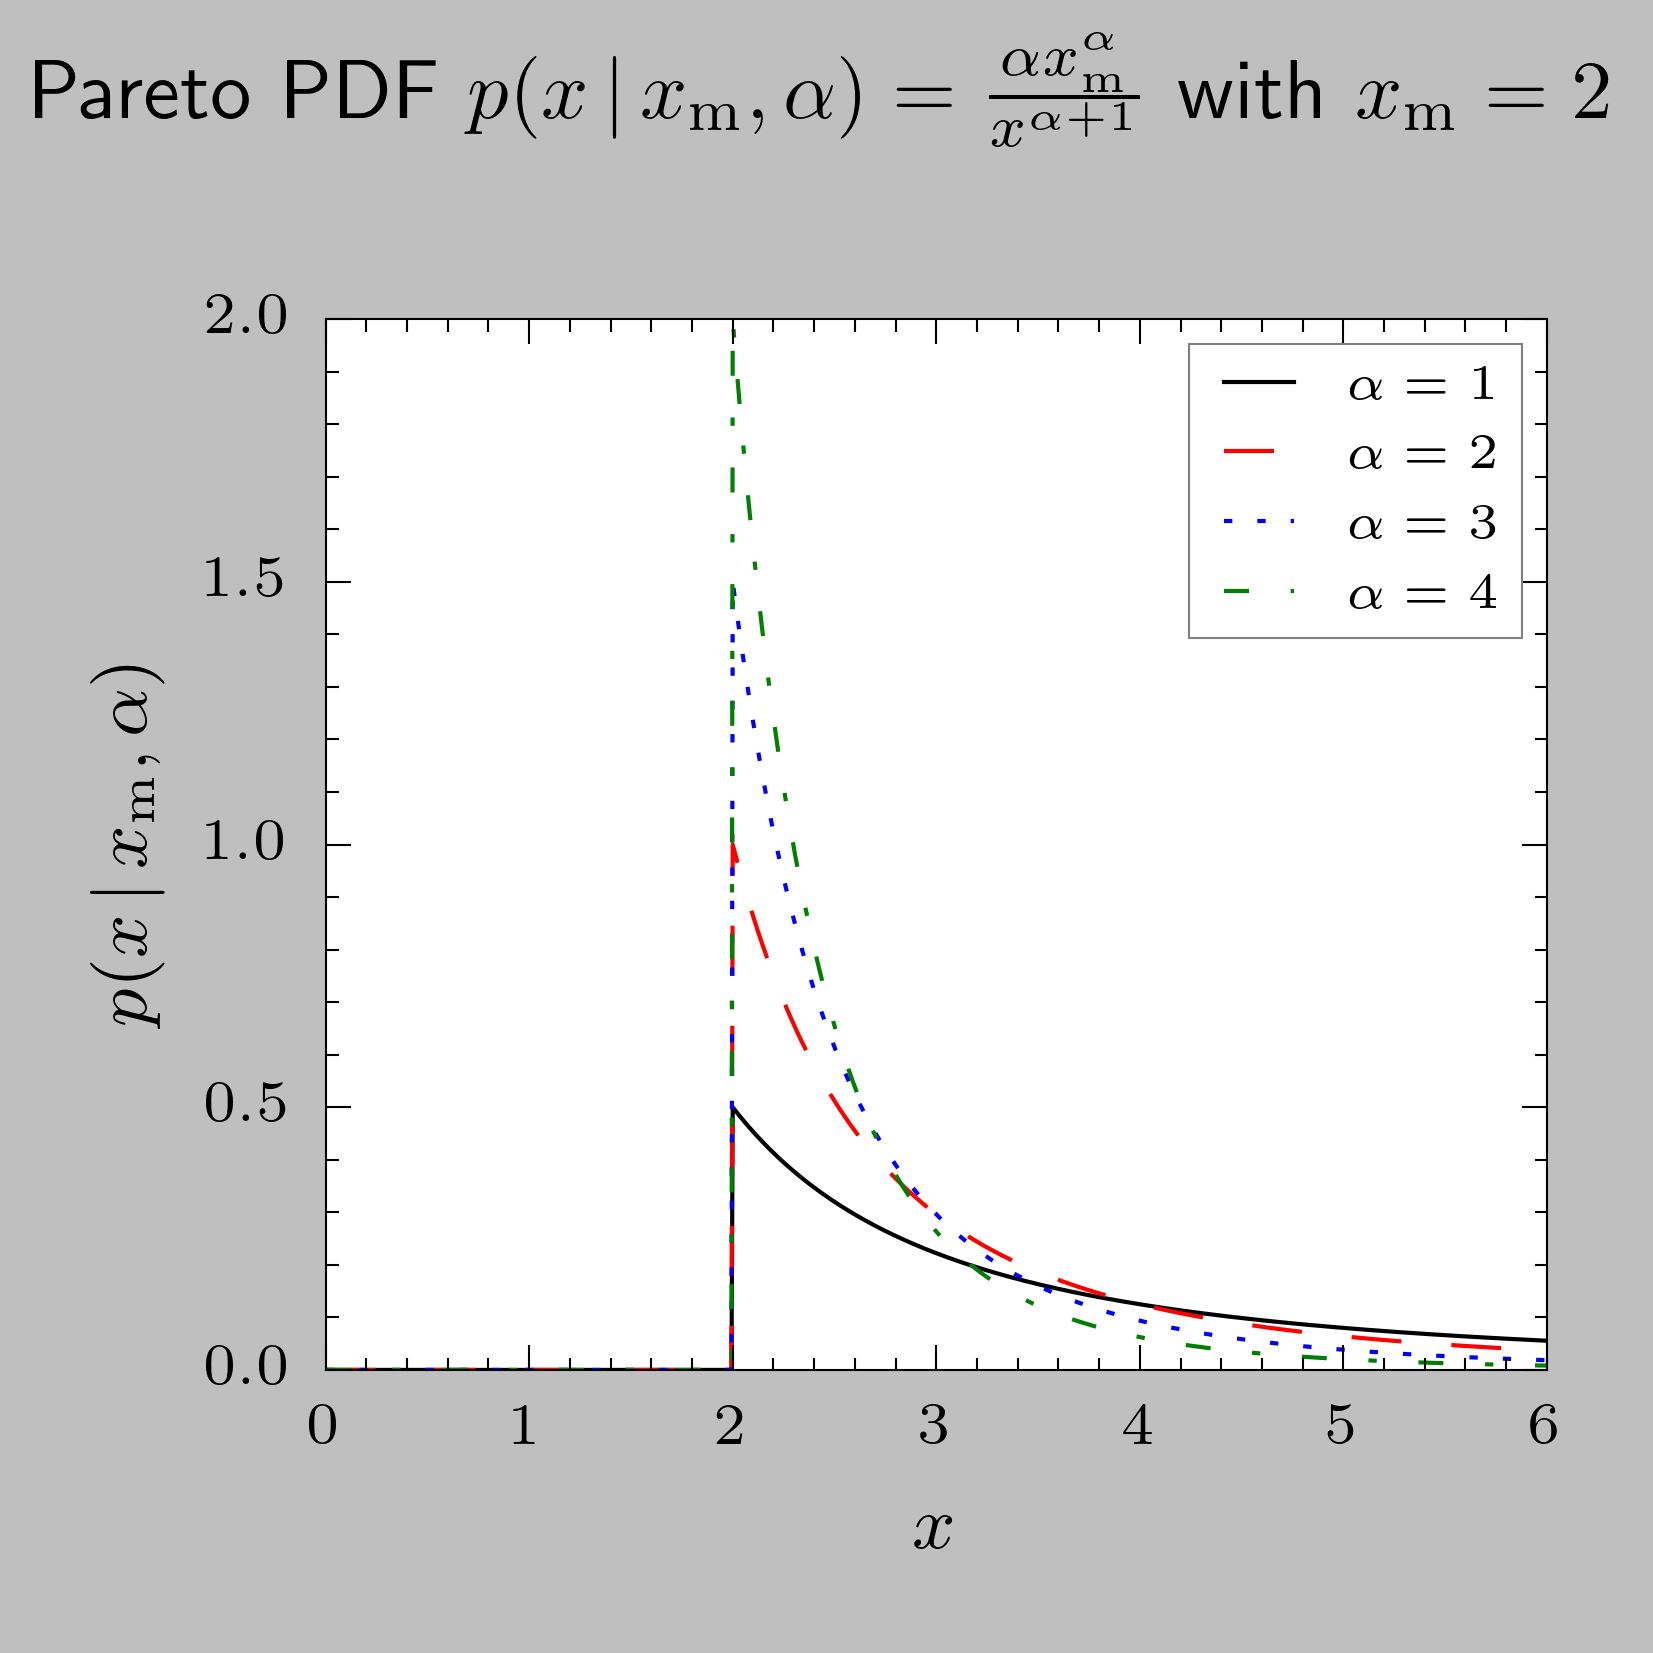 Pareto PDF p(x | x_m, α) = αx_m^α / x^(α+1) with x_m = 2
2.0
1.5
1.0
0.5
0.0
p(x | x_m, α)
α = 1
α = 2
α = 3
α = 4
0 1 2 3 4 5 6
x